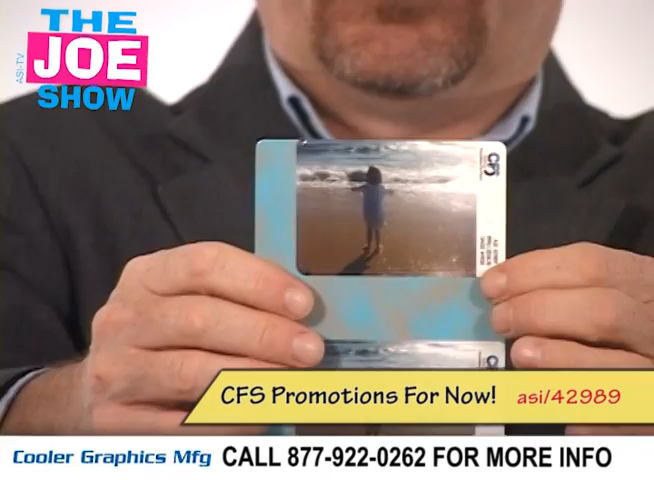 THE
JOE
SHOW
ASI-TV
CFS
CFS Promotions For Now!
asi/42989
Cooler Graphics Mfg CALL 877-922-0262 FOR MORE INFO